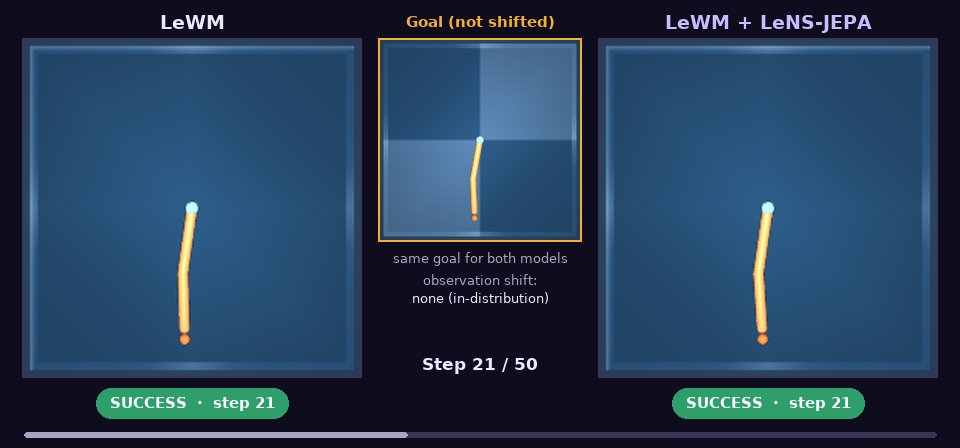 LeWM
Goal (not shifted)
LeWM + LeNS-JEPA
same goal for both models
observation shift:
none (in-distribution)
Step 21 / 50
SUCCESS · step 21
SUCCESS · step 21